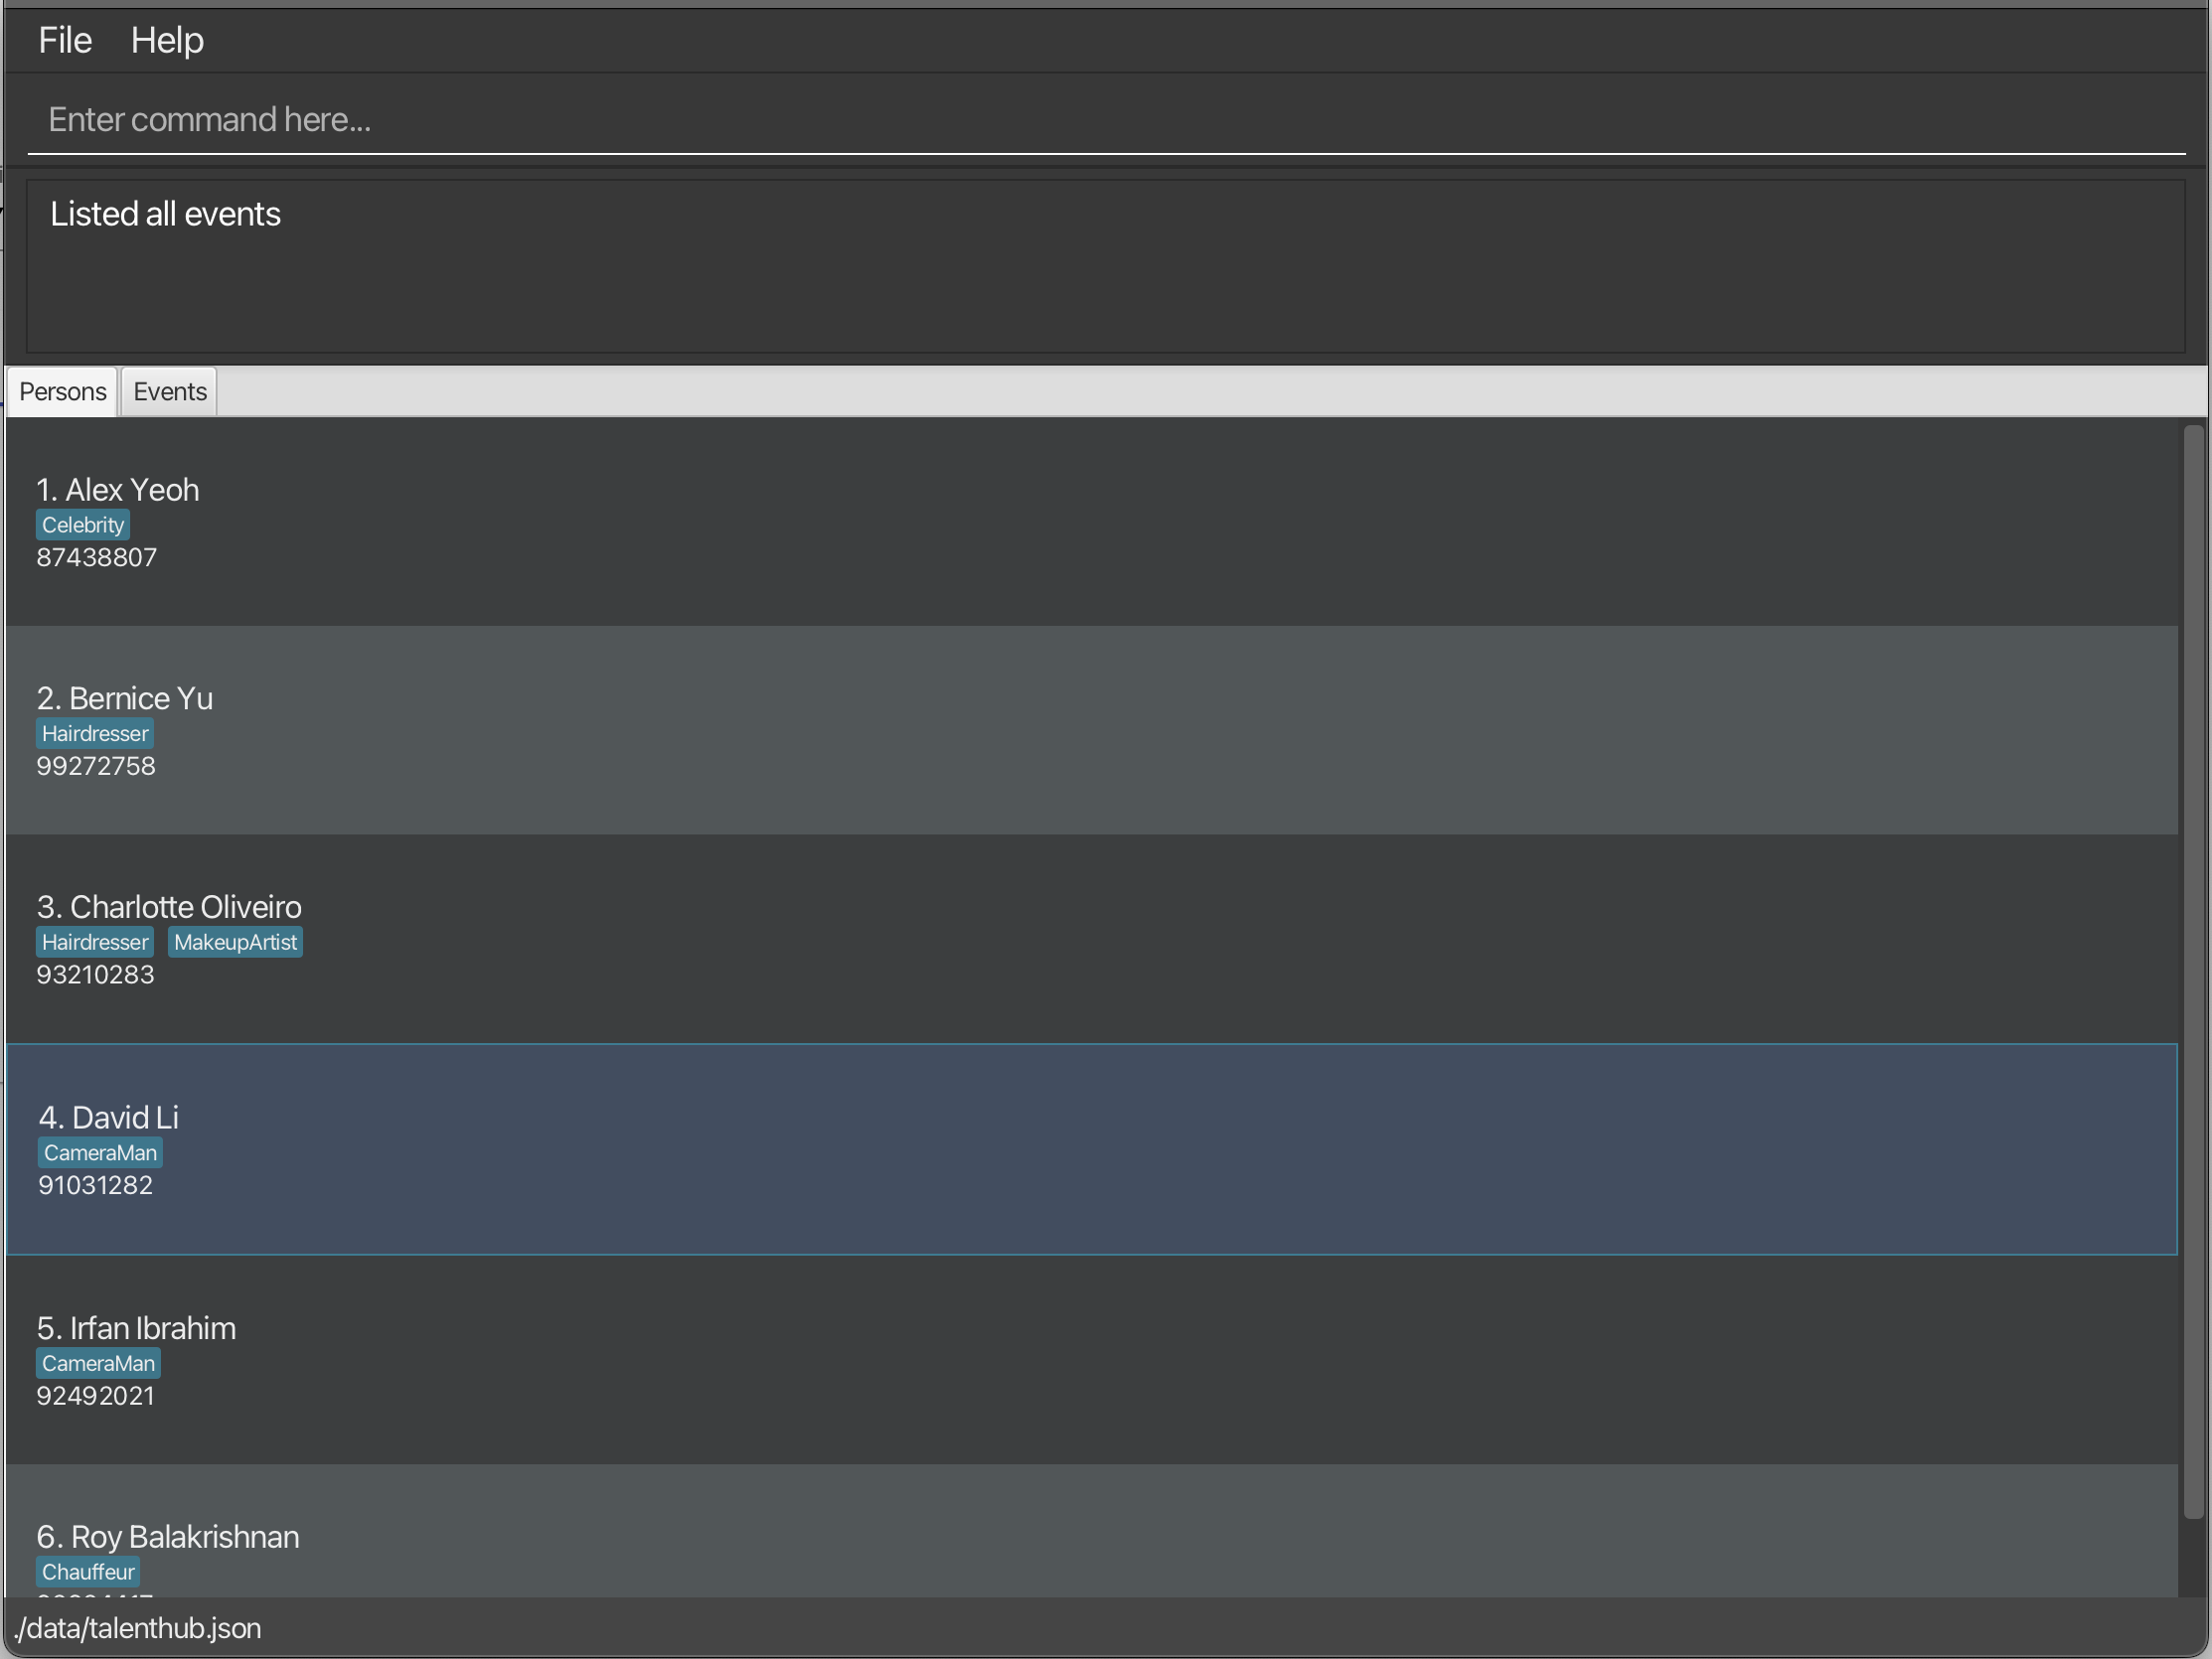 File Help
Enter command here...
Listed all events
Persons Events
1. Alex Yeoh
Celebrity
87438807
2. Bernice Yu
Hairdresser
99272758
3. Charlotte Oliveiro
Hairdresser MakeupArtist
93210283
4. David Li
CameraMan
91031282
5. Irfan Ibrahim
CameraMan
92492021
6. Roy Balakrishnan
Chauffeur
./data/talenthub.json